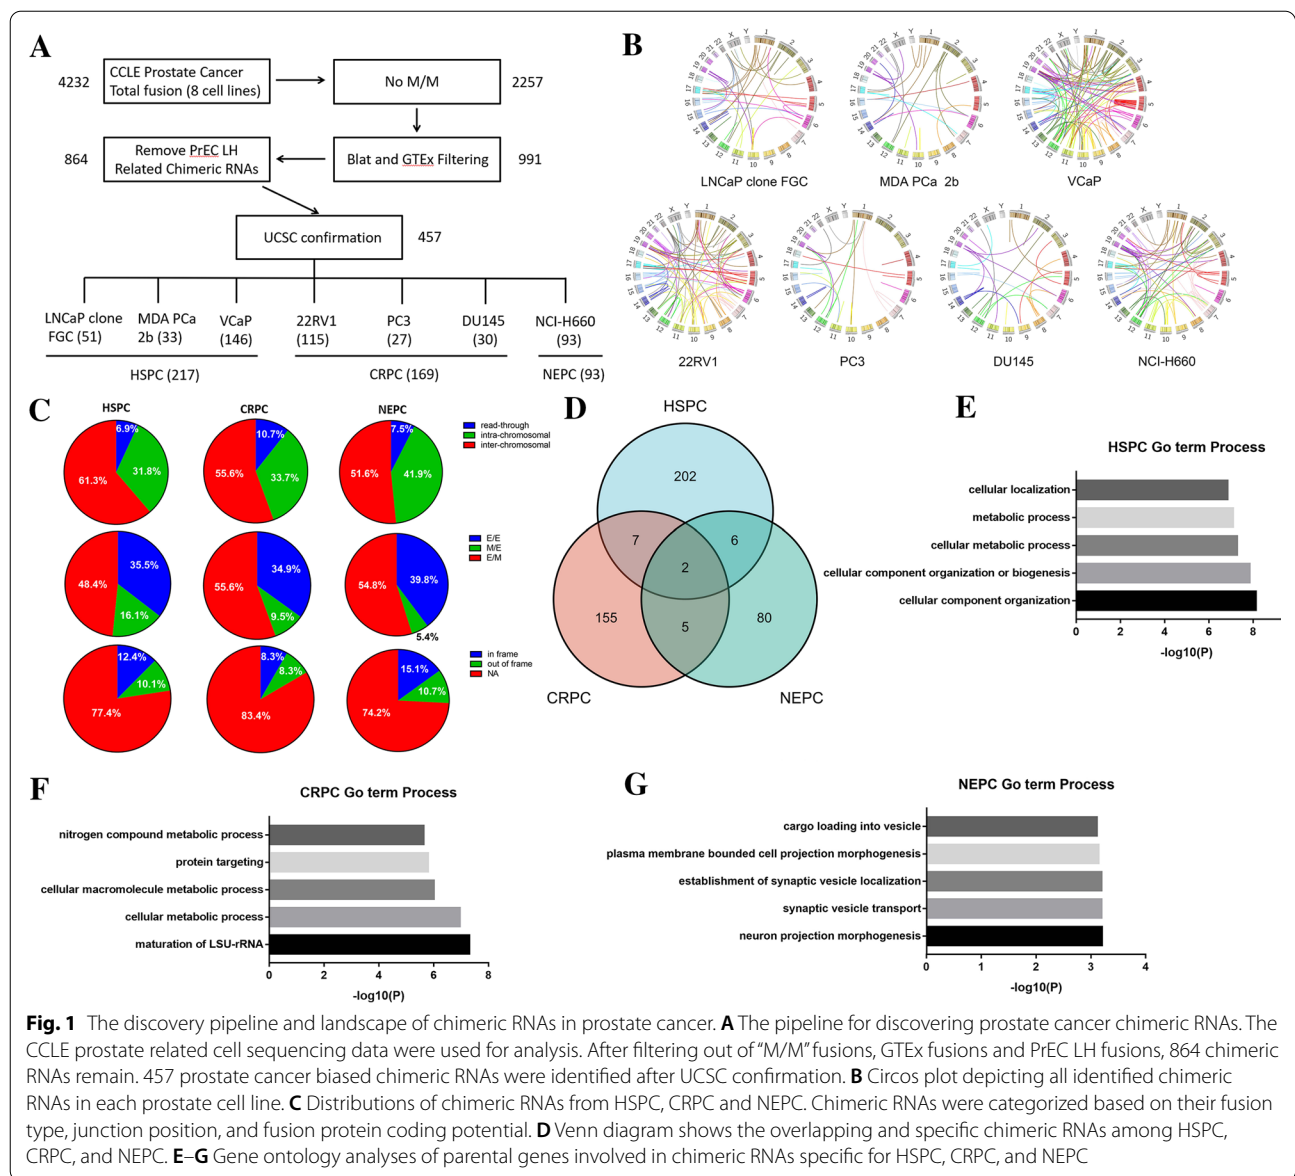 A
4232
CCLE Prostate Cancer
Total fusion (8 cell lines)
No M/M
2257
864
Remove PrEC LH
Related Chimeric RNAs
Blat and GTEx Filtering
991
UCSC confirmation
457
LNCaP clone
FGC (51)
MDA PCa
2b (33)
VCaP
(146)
22RV1
(115)
PC3
(27)
DU145
(30)
NCI-H660
(93)
HSPC (217)
CRPC (169)
NEPC (93)
B
LNCaP clone FGC
MDA PCa 2b
VCaP
22RV1
PC3
DU145
NCI-H660
C
HSPC
CRPC
NEPC
6.9%
31.8%
61.3%
10.7%
33.7%
55.6%
7.5%
41.9%
51.6%
read-through
intra-chromosomal
inter-chromosomal
35.5%
16.1%
48.4%
34.9%
9.5%
55.6%
39.8%
5.4%
54.8%
E/E
M/E
E/M
12.4%
10.1%
77.4%
8.3%
8.3%
83.4%
15.1%
10.7%
74.2%
in frame
out of frame
NA
D
HSPC
202
7
6
2
155
5
80
CRPC
NEPC
E
HSPC Go term Process
cellular localization
metabolic process
cellular metabolic process
cellular component organization or biogenesis
cellular component organization
0 2 4 6 8
-log10(P)
F
CRPC Go term Process
nitrogen compound metabolic process
protein targeting
cellular macromolecule metabolic process
cellular metabolic process
maturation of LSU-rRNA
0 2 4 6 8
-log10(P)
G
NEPC Go term Process
cargo loading into vesicle
plasma membrane bounded cell projection morphogenesis
establishment of synaptic vesicle localization
synaptic vesicle transport
neuron projection morphogenesis
0 1 2 3 4
-log10(P)
Fig. 1 The discovery pipeline and landscape of chimeric RNAs in prostate cancer. A The pipeline for discovering prostate cancer chimeric RNAs. The
CCLE prostate related cell sequencing data were used for analysis. After filtering out of “M/M” fusions, GTEx fusions and PrEC LH fusions, 864 chimeric
RNAs remain. 457 prostate cancer biased chimeric RNAs were identified after UCSC confirmation. B Circos plot depicting all identified chimeric
RNAs in each prostate cell line. C Distributions of chimeric RNAs from HSPC, CRPC and NEPC. Chimeric RNAs were categorized based on their fusion
type, junction position, and fusion protein coding potential. D Venn diagram shows the overlapping and specific chimeric RNAs among HSPC,
CRPC, and NEPC. E–G Gene ontology analyses of parental genes involved in chimeric RNAs specific for HSPC, CRPC, and NEPC